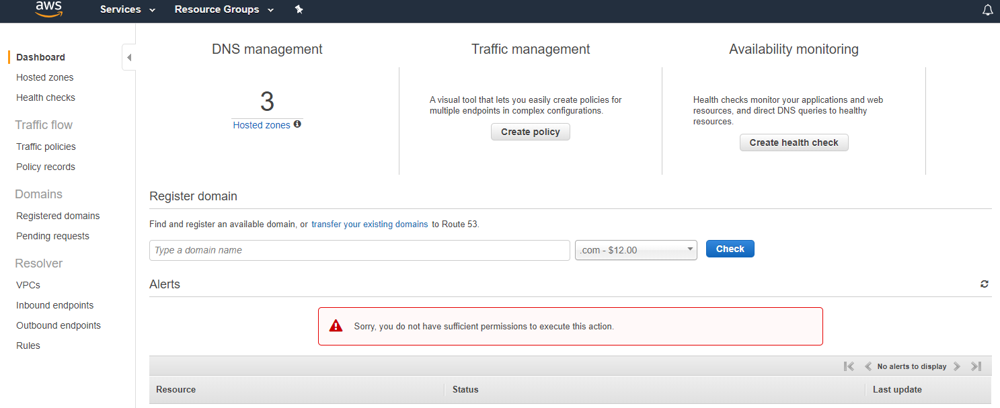 aws
Services
Resource Groups
Dashboard
Hosted zones
Health checks
Traffic flow
Traffic policies
Policy records
Domains
Registered domains
Pending requests
Resolver
VPCs
Inbound endpoints
Outbound endpoints
Rules
DNS management
3
Hosted zones
Traffic management
A visual tool that lets you easily create policies for
multiple endpoints in complex configurations.
Create policy
Availability monitoring
Health checks monitor your applications and web
resources, and direct DNS queries to healthy
resources.
Create health check
Register domain
Find and register an available domain, or transfer your existing domains to Route 53.
Type a domain name
.com - $12.00
Check
Alerts
Sorry, you do not have sufficient permissions to execute this action.
No alerts to display
Resource Status Last update